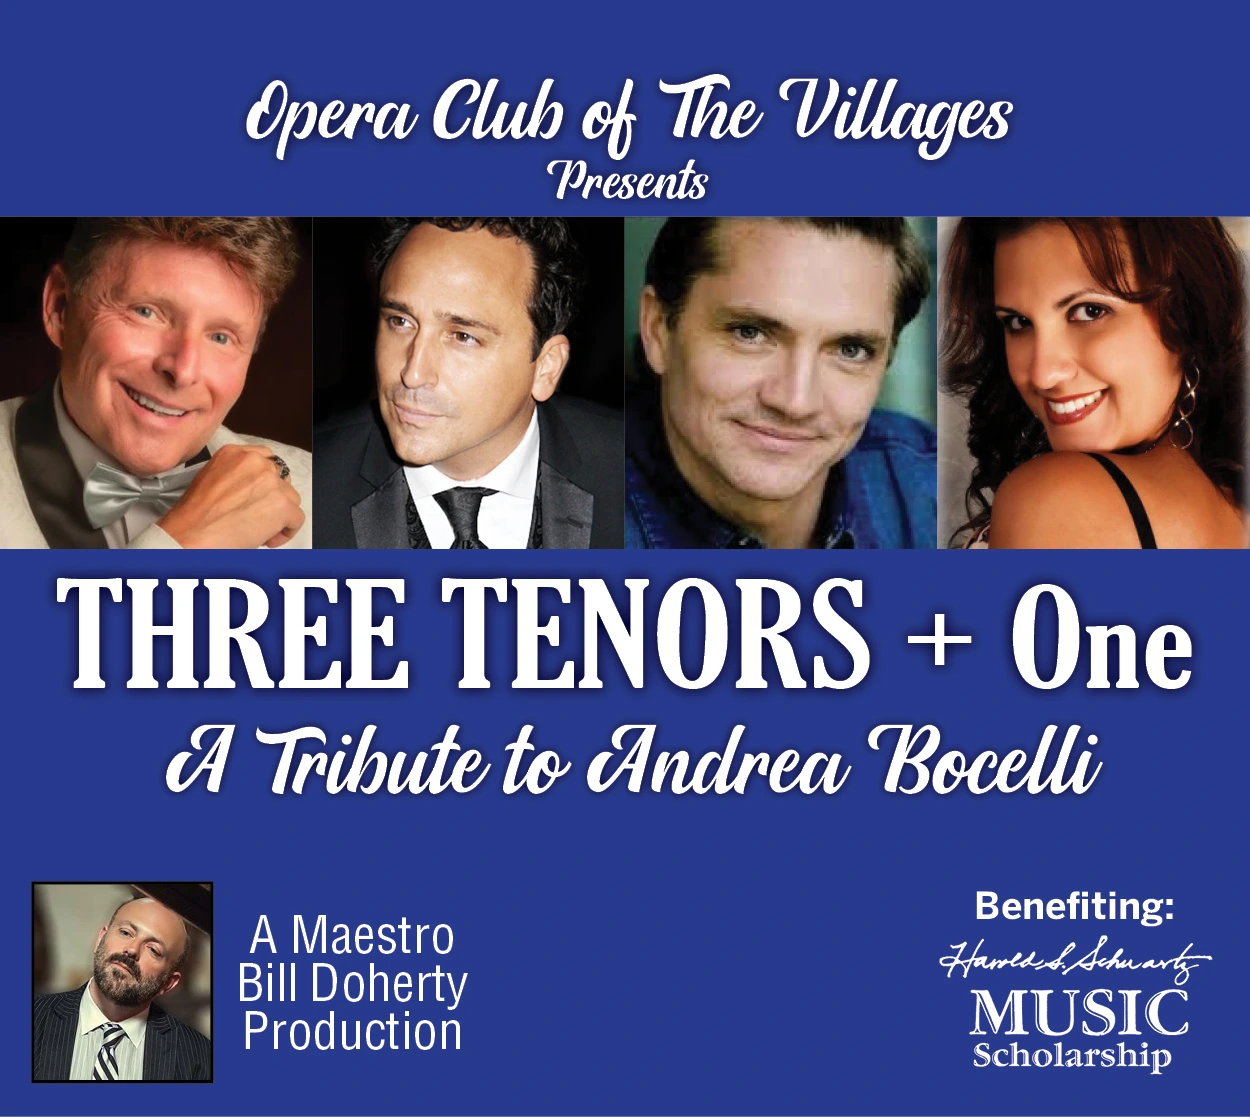 Opera Club of The Villages
Presents
THREE TENORS + One
A Tribute to Andrea Bocelli
A Maestro
Bill Doherty
Production
Benefiting:
Harold S. Schwartz
MUSIC
Scholarship